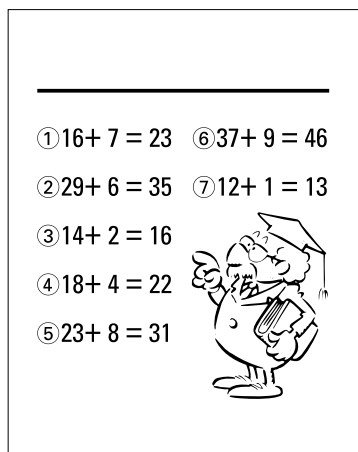 ①16+ 7 = 23
②29+ 6 = 35
③14+ 2 = 16
④18+ 4 = 22
⑤23+ 8 = 31
⑥37+ 9 = 46
⑦12+ 1 = 13